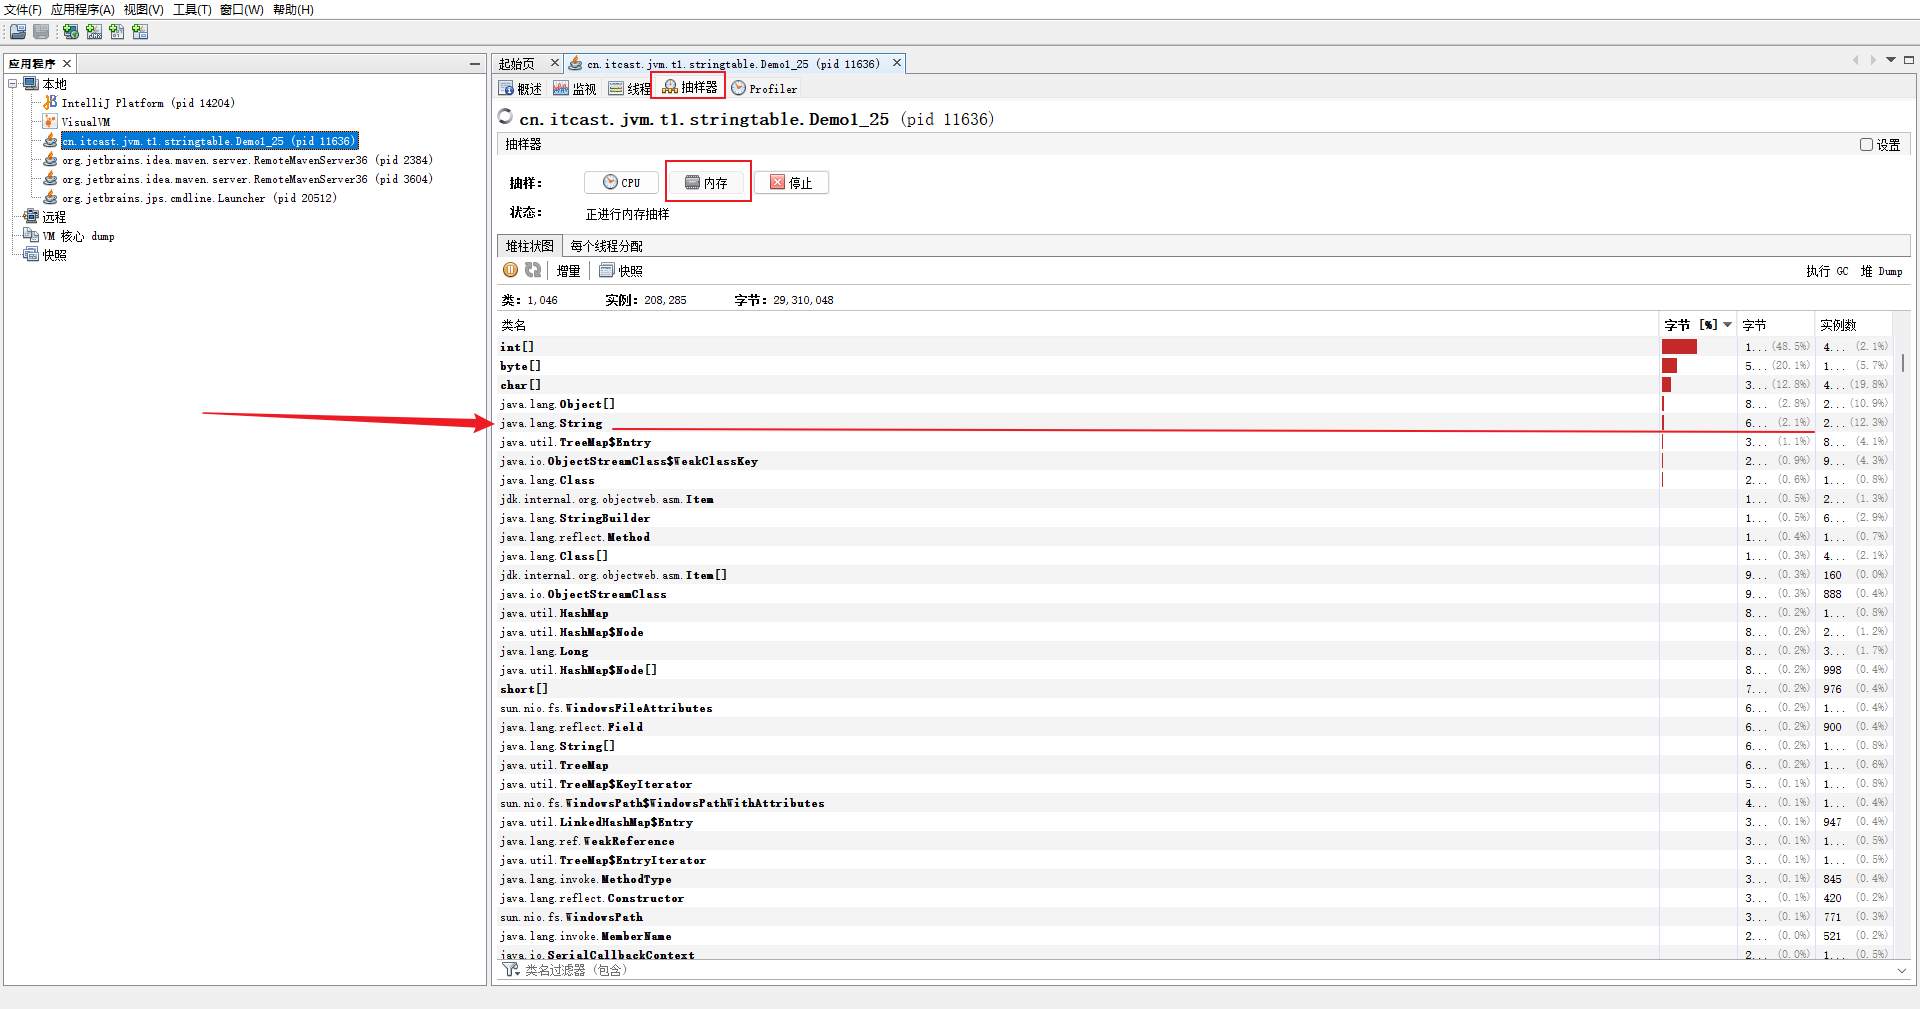 文件(F) 应用程序(A) 视图(V) 工具(T) 窗口(W) 帮助(H)
应用程序
本地
IntelliJ Platform (pid 14204)
VisualVM
cn.itcast.jvm.t1.stringtable.Demo1_25 (pid 11636)
org.jetbrains.idea.maven.server.RemoteMavenServer36 (pid 2384)
org.jetbrains.idea.maven.server.RemoteMavenServer36 (pid 3604)
org.jetbrains.jps.cmdline.Launcher (pid 20512)
远程
VM 核心 dump
快照
起始页 cn.itcast.jvm.t1.stringtable.Demo1_25 (pid 11636)
概述 监视 线程 抽样器 Profiler
cn.itcast.jvm.t1.stringtable.Demo1_25 (pid 11636)
抽样器 设置
抽样： CPU 内存 停止
状态： 正进行内存抽样
堆柱状图 每个线程分配
增量 快照 执行 GC 堆 Dump
类：1,046 实例：208,285 字节：29,310,048
类名 字节 [%] 字节 实例数
int[] 1... (48.5%) 4... (2.1%)
byte[] 5... (20.1%) 1... (5.7%)
char[] 3... (12.8%) 4... (19.8%)
java.lang.Object[] 8... (2.8%) 2... (10.9%)
java.lang.String 6... (2.1%) 2... (12.3%)
java.util.TreeMap$Entry 3... (1.1%) 8... (4.1%)
java.io.ObjectStreamClass$WeakClassKey 2... (0.9%) 9... (4.3%)
java.lang.Class 2... (0.6%) 1... (0.8%)
jdk.internal.org.objectweb.asm.Item 1... (0.5%) 2... (1.3%)
java.lang.StringBuilder 1... (0.5%) 6... (2.9%)
java.lang.reflect.Method 1... (0.4%) 1... (0.7%)
java.lang.Class[] 1... (0.3%) 4... (2.1%)
jdk.internal.org.objectweb.asm.Item[] 9... (0.3%) 160 (0.0%)
java.io.ObjectStreamClass 9... (0.3%) 888 (0.4%)
java.util.HashMap 8... (0.2%) 1... (0.8%)
java.util.HashMap$Node 8... (0.2%) 2... (1.2%)
java.lang.Long 8... (0.2%) 3... (1.7%)
java.util.HashMap$Node[] 8... (0.2%) 998 (0.4%)
short[] 7... (0.2%) 976 (0.4%)
sun.nio.fs.WindowsFileAttributes 6... (0.2%) 1... (0.4%)
java.lang.reflect.Field 6... (0.2%) 900 (0.4%)
java.lang.String[] 6... (0.2%) 1... (0.8%)
java.util.TreeMap 6... (0.2%) 1... (0.6%)
java.util.TreeMap$KeyIterator 5... (0.1%) 1... (0.8%)
sun.nio.fs.WindowsPath$WindowsPathWithAttributes 4... (0.1%) 1... (0.4%)
java.util.LinkedHashMap$Entry 3... (0.1%) 947 (0.4%)
java.lang.ref.WeakReference 3... (0.1%) 1... (0.5%)
java.util.TreeMap$EntryIterator 3... (0.1%) 1... (0.5%)
java.lang.invoke.MethodType 3... (0.1%) 845 (0.4%)
java.lang.reflect.Constructor 3... (0.1%) 420 (0.2%)
sun.nio.fs.WindowsPath 3... (0.1%) 771 (0.3%)
java.lang.invoke.MemberName 2... (0.0%) 521 (0.2%)
java.io.SerialCallbackContext 2... (0.0%) 1... (0.5%)
类名过滤器（包含）